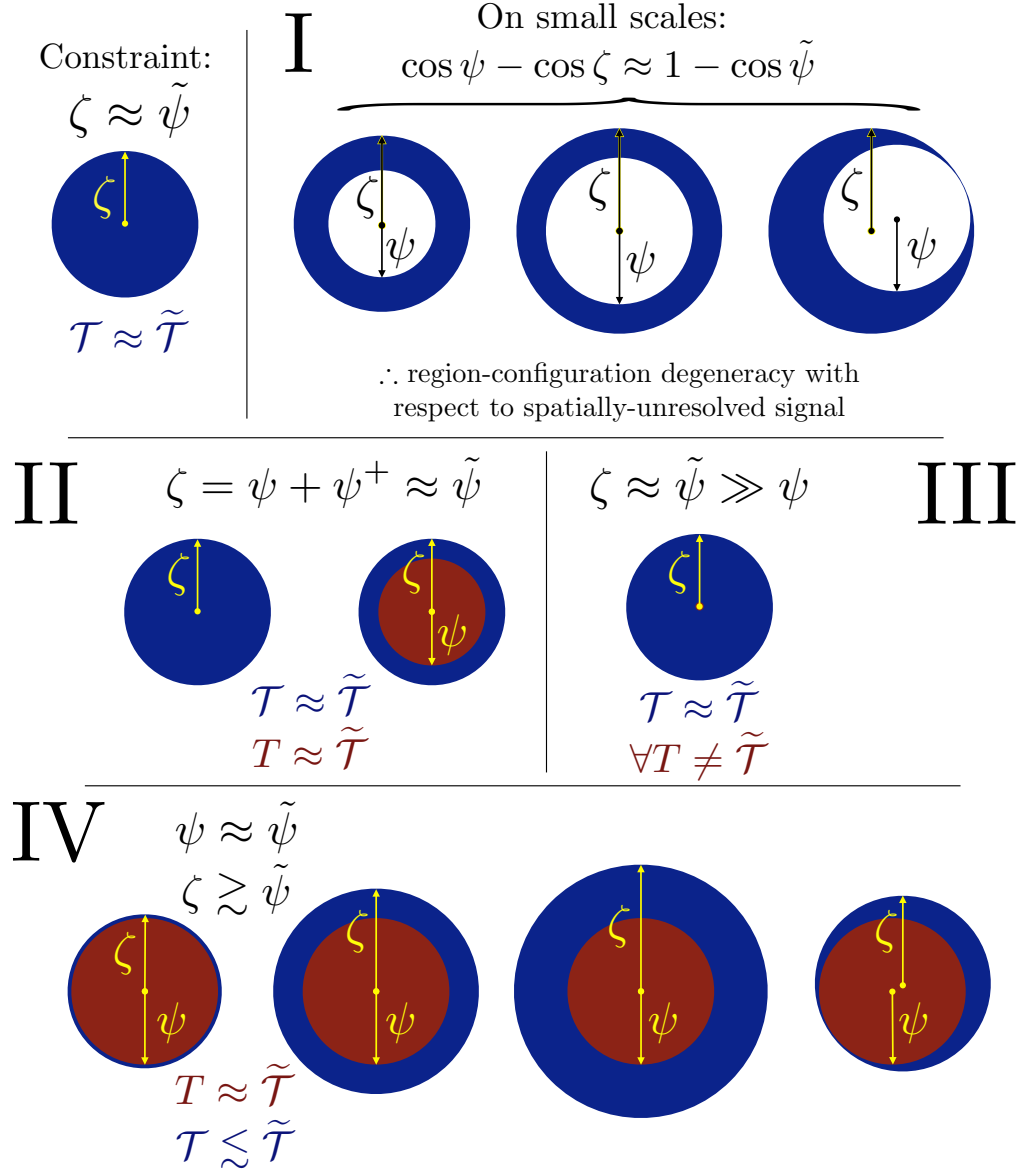 Constraint:
ζ ≈ ψ̃
ζ
𝒯 ≈ 𝒯̃
I
On small scales:
cos ψ − cos ζ ≈ 1 − cos ψ̃
ζ
ψ
ζ
ψ
ζ
ψ
∴ region-configuration degeneracy with
respect to spatially-unresolved signal
II
ζ = ψ + ψ⁺ ≈ ψ̃
ζ
ζ
ψ
𝒯 ≈ 𝒯̃
T ≈ 𝒯̃
III
ζ ≈ ψ̃ ≫ ψ
ζ
𝒯 ≈ 𝒯̃
∀T ≠ 𝒯̃
IV
ψ ≈ ψ̃
ζ ⪆ ψ̃
ζ
ψ
ζ
ψ
ζ
ψ
ζ
ψ
T ≈ 𝒯̃
𝒯 ⪅ 𝒯̃